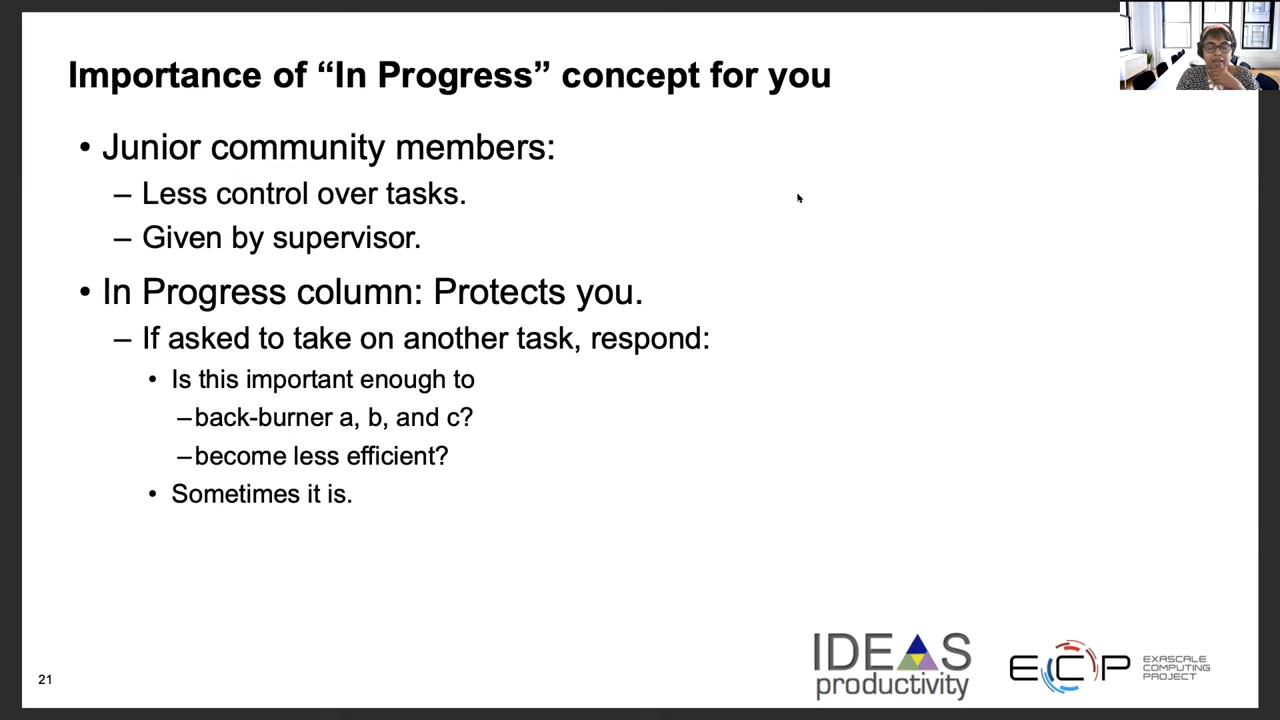 Importance of “In Progress” concept for you
• Junior community members:
– Less control over tasks.
– Given by supervisor.
• In Progress column: Protects you.
– If asked to take on another task, respond:
• Is this important enough to
–back-burner a, b, and c?
–become less efficient?
• Sometimes it is.
21
IDEAS
productivity
ECP
EXASCALE
COMPUTING
PROJECT